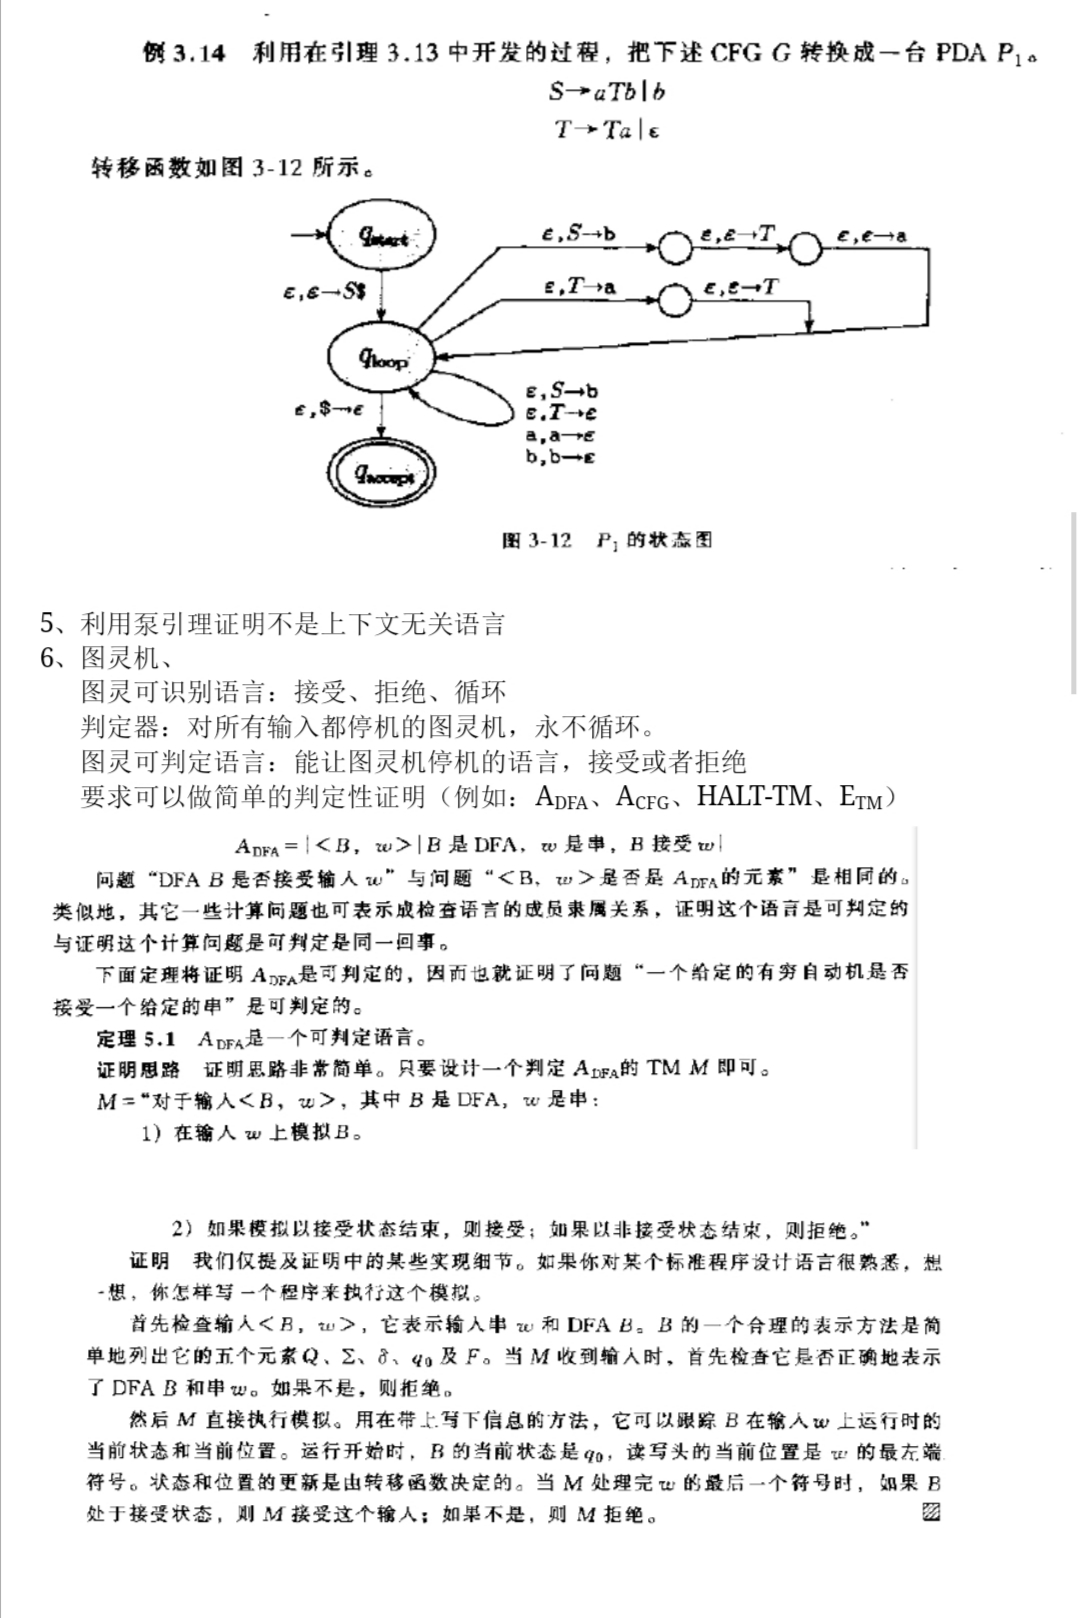 例 3.14 利用在引理 3.13 中开发的过程，把下述 CFG G 转换成一台 PDA P₁。
S→aTb|b
T→Ta|ε
转移函数如图 3-12 所示。
qstart
ε,S→b
ε,ε→T
ε,ε→a
ε,ε→S$
ε,T→a
ε,ε→T
qloop
ε,$→ε
ε,S→b
ε,T→ε
a,a→ε
b,b→ε
qaccept
图 3-12 P₁ 的状态图
5、利用泵引理证明不是上下文无关语言
6、图灵机、
图灵可识别语言：接受、拒绝、循环
判定器：对所有输入都停机的图灵机，永不循环。
图灵可判定语言：能让图灵机停机的语言，接受或者拒绝
要求可以做简单的判定性证明（例如：ADFA、ACFG、HALT-TM、ETM）
ADFA = |<B，w>|B 是 DFA，w 是串，B 接受 w|
问题“DFA B 是否接受输入 w”与问题“<B，w>是否是 ADFA的元素”是相同的。
类似地，其它一些计算问题也可表示成检查语言的成员隶属关系，证明这个语言是可判定的
与证明这个计算问题是可判定是同一回事。
下面定理将证明 ADFA是可判定的，因而也就证明了问题“一个给定的有穷自动机是否
接受一个给定的串”是可判定的。
定理 5.1 ADFA是一个可判定语言。
证明思路 证明思路非常简单。只要设计一个判定 ADFA的 TM M 即可。
M =“对于输入<B，w>，其中 B 是 DFA，w 是串：
1）在输入 w 上模拟B。
2）如果模拟以接受状态结束，则接受；如果以非接受状态结束，则拒绝。”
证明 我们仅提及证明中的某些实现细节。如果你对某个标准程序设计语言很熟悉，想
一想，你怎样写一个程序来执行这个模拟。
首先检查输入<B，w>，它表示输入串 w 和 DFA B。B 的一个合理的表示方法是简
单地列出它的五个元素Q、Σ、δ、q₀ 及 F。当 M 收到输入时，首先检查它是否正确地表示
了 DFA B 和串 w。如果不是，则拒绝。
然后 M 直接执行模拟。用在带上写下信息的方法，它可以跟踪 B 在输入 w 上运行时的
当前状态和当前位置。运行开始时，B 的当前状态是 q₀，读写头的当前位置是 w 的最左端
符号。状态和位置的更新是由转移函数决定的。当 M 处理完 w 的最后一个符号时，如果 B
处于接受状态，则 M 接受这个输入；如果不是，则 M 拒绝。